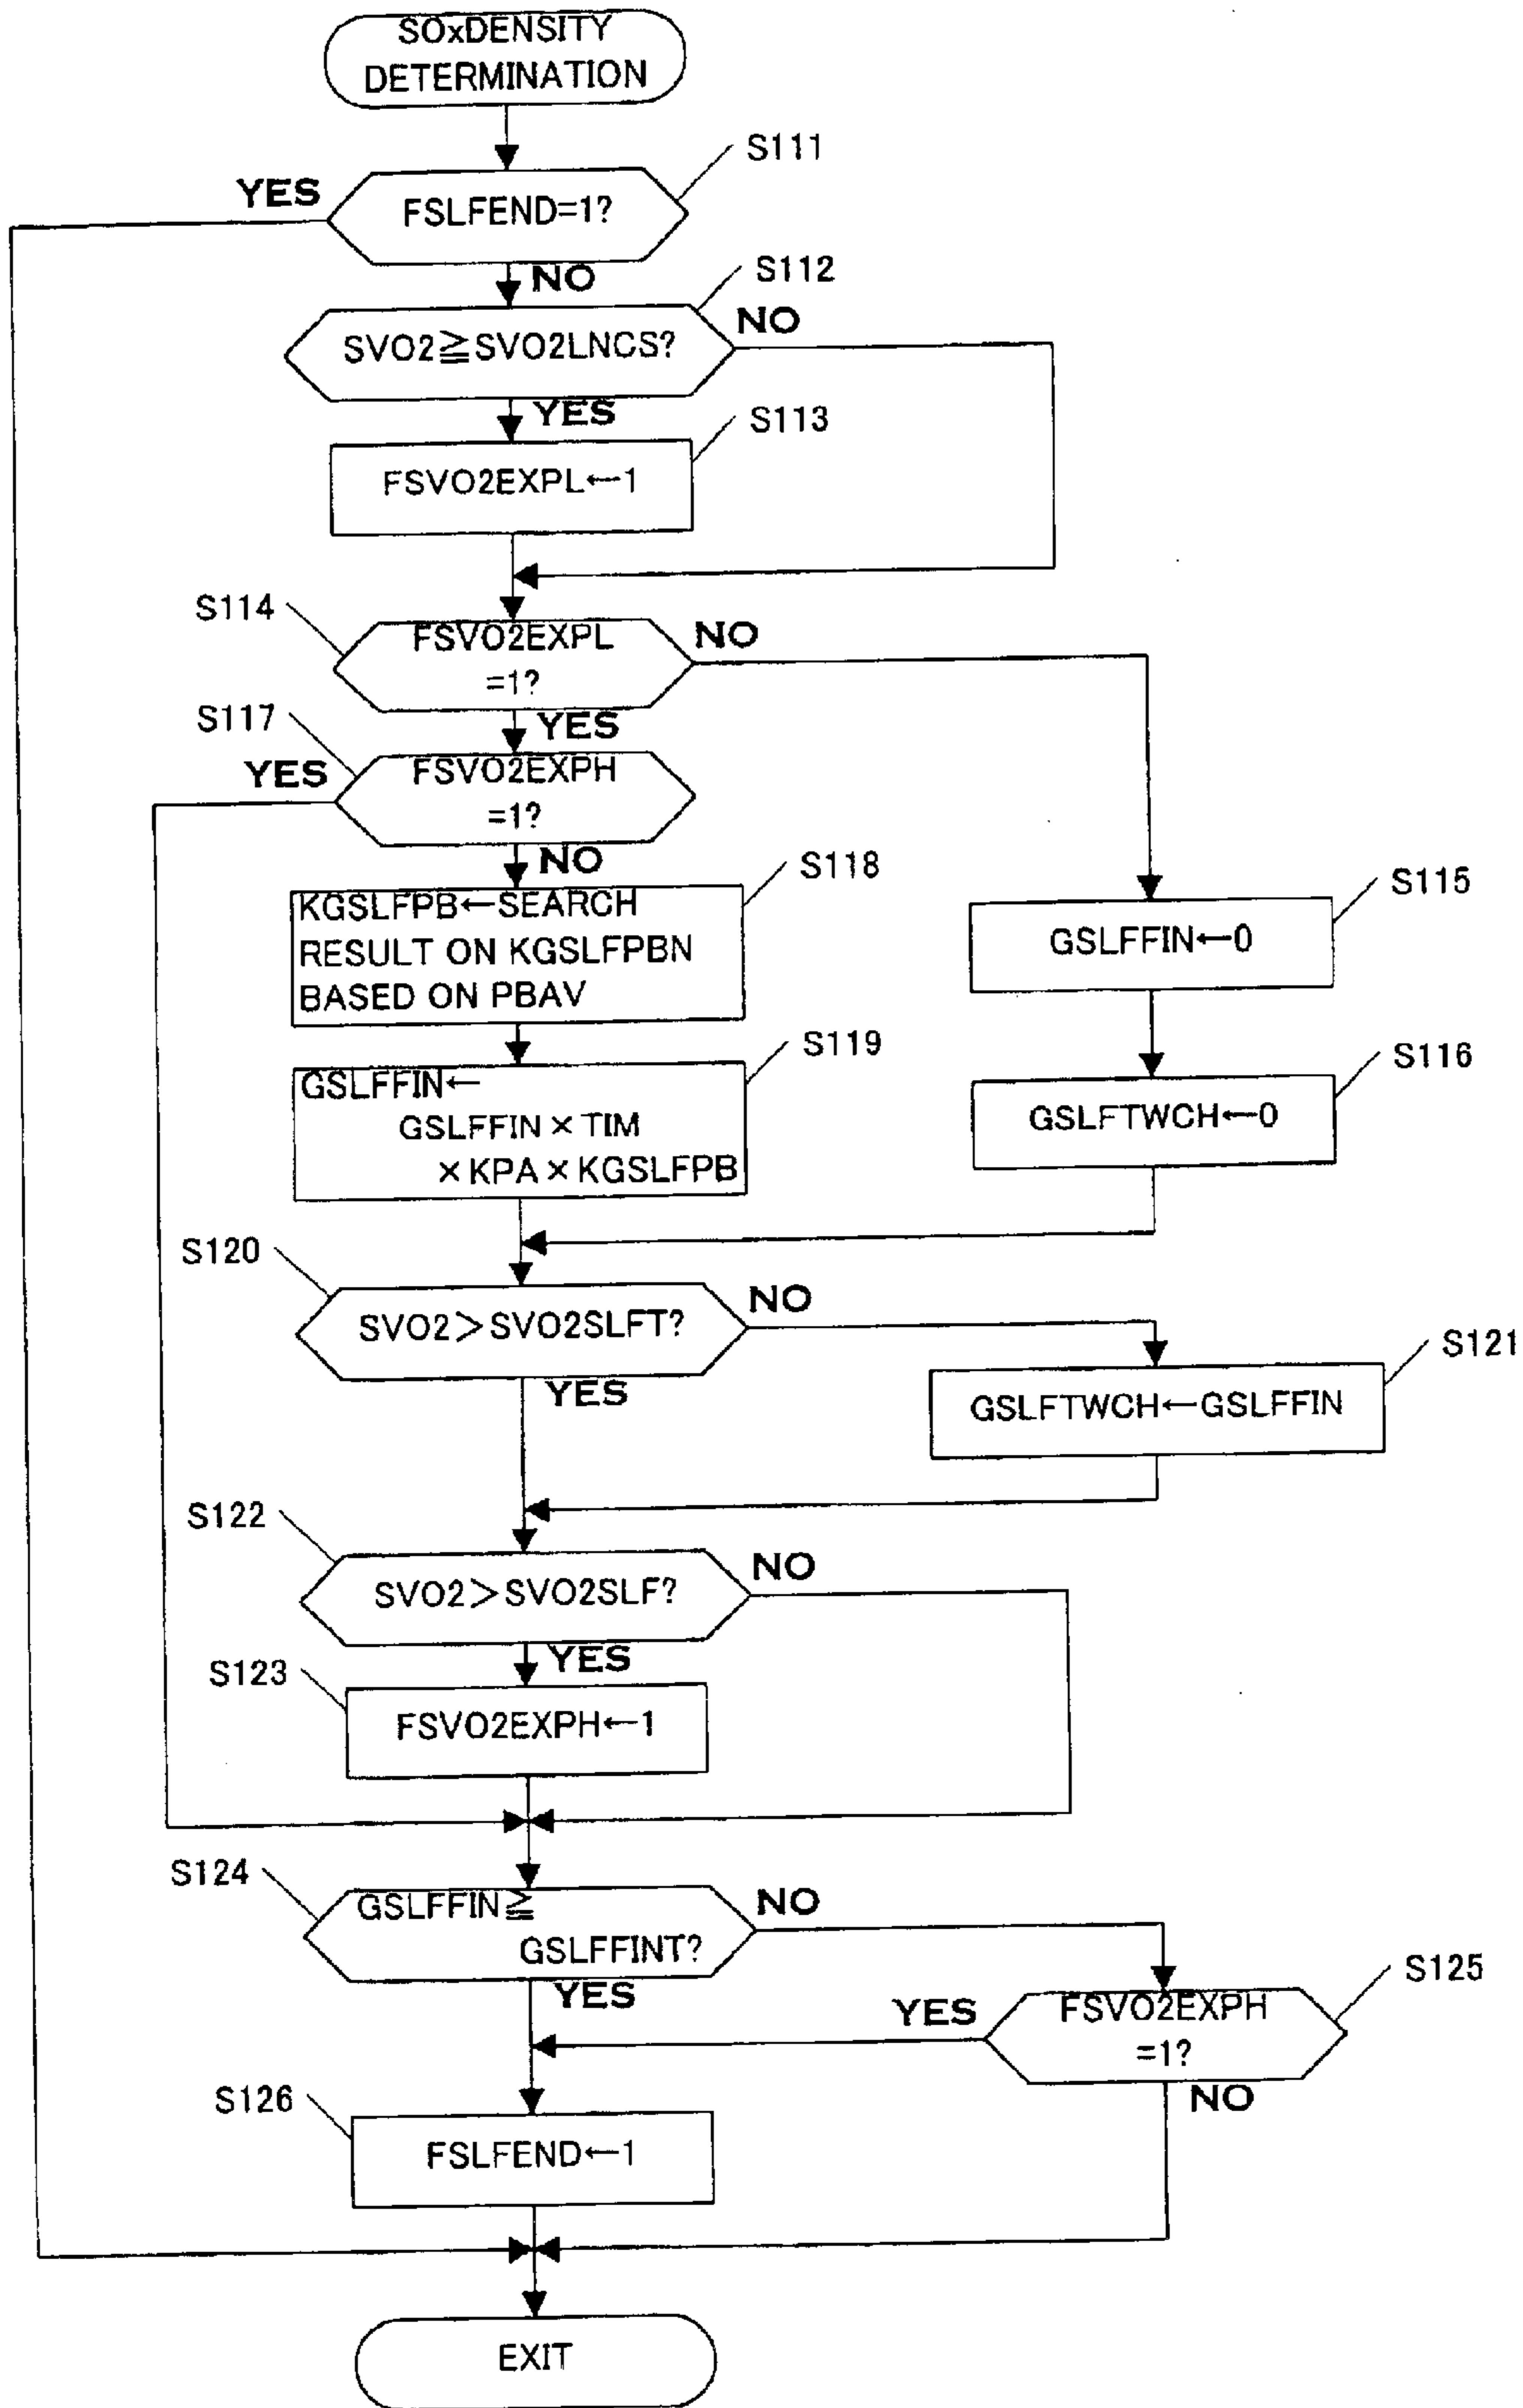 SOxDENSITY
DETERMINATION
S111
YES
FSLFEND=1?
NO
S112
SVO2≧SVO2LNCS?
NO
YES
S113
FSVO2EXPL←1
S114
FSVO2EXPL
=1?
NO
YES
S117
YES
FSVO2EXPH
=1?
NO
S118
KGSLFPB←SEARCH
RESULT ON KGSLFPBN
BASED ON PBAV
S115
GSLFFIN←0
S119
GSLFFIN←
GSLFFIN×TIM
×KPA×KGSLFPB
S116
GSLFTWCH←0
S120
SVO2>SVO2SLFT?
NO
YES
S121
GSLFTWCH←GSLFFIN
S122
SVO2>SVO2SLF?
NO
YES
S123
FSVO2EXPH←1
S124
GSLFFIN≧
GSLFFINT?
NO
YES
S125
YES
FSVO2EXPH
=1?
NO
S126
FSLFEND←1
EXIT